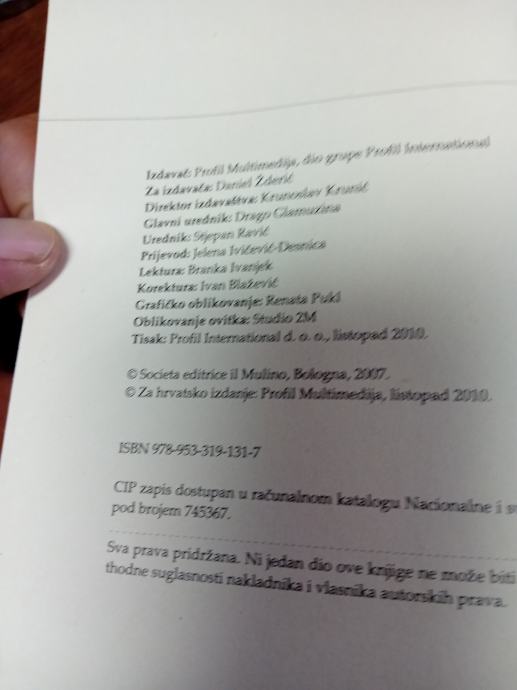 Izdavač: Profil Multimedija, dio grupe Profil International
Za izdavača: Daniel Žderić
Direktor izdavaštva: Krunoslav
Glavni urednik: Drago Glamuzina
Urednik: Stjepan Ravić
Prijevod: Jelena Ivičević-Desnica
Lektura: Branka Ivanjek
Korektura: Ivan Blažević
Grafičko oblikovanje: Renata
Oblikovanje ovitka: Studio 2M
Tisak: Profil International d. o. o., listopad 2010.
© Societa editrice il Mulino, Bologna, 2007.
© Za hrvatsko izdanje: Profil Multimedija, listopad 2010.
ISBN 978-953-319-131-7
CIP zapis dostupan u računalnom katalogu Nacionalne i
pod brojem 745367.
Sva prava pridržana. Ni jedan dio ove knjige ne može biti
thodne suglasnosti nakladnika i vlasnika autorskih prava.